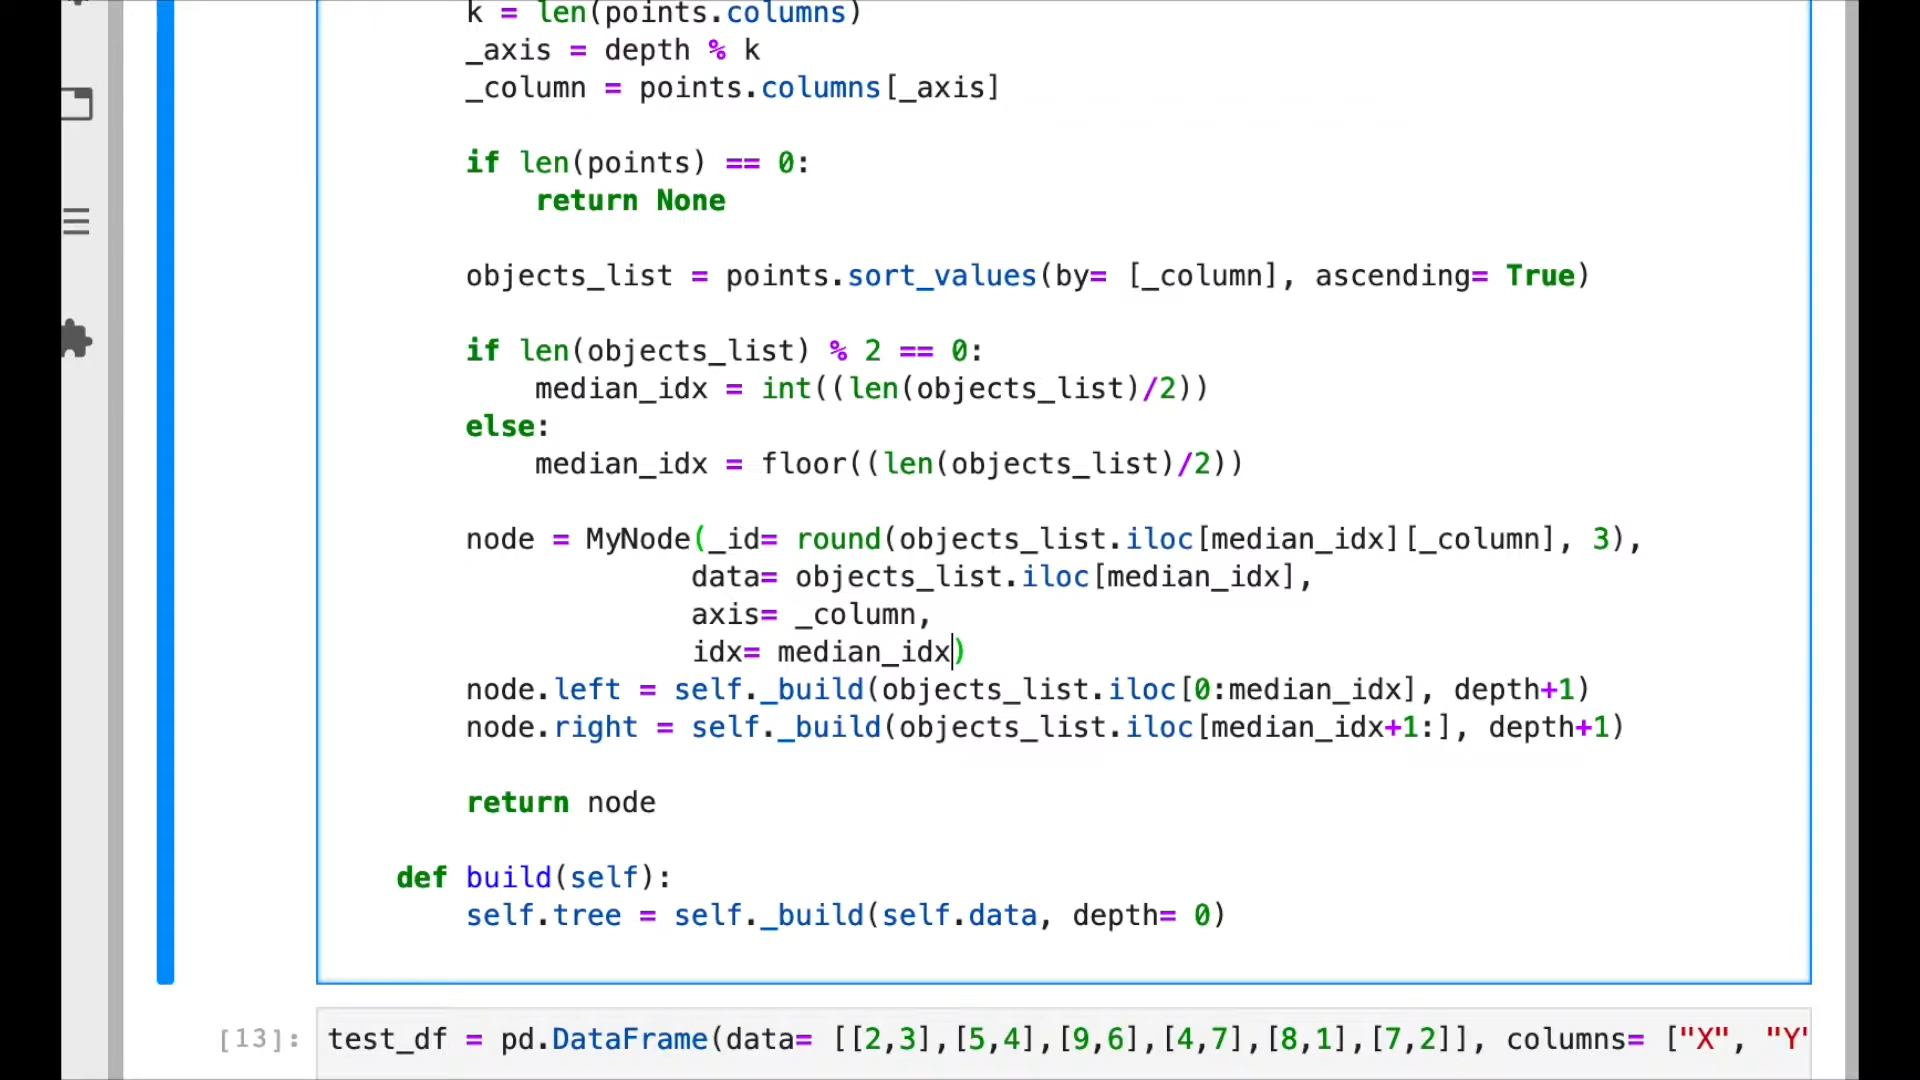 k = len(points.columns)
_axis = depth % k
_column = points.columns[_axis]
if len(points) == 0:
return None
objects_list = points.sort_values(by= [_column], ascending= True)
if len(objects_list) % 2 == 0:
median_idx = int((len(objects_list)/2))
else:
median_idx = floor((len(objects_list)/2))
node = MyNode(_id= round(objects_list.iloc[median_idx][_column], 3),
data= objects_list.iloc[median_idx],
axis= _column,
idx= median_idx)
node.left = self._build(objects_list.iloc[0:median_idx], depth+1)
node.right = self._build(objects_list.iloc[median_idx+1:], depth+1)
return node
def build(self):
self.tree = self._build(self.data, depth= 0)
[13]: test_df = pd.DataFrame(data= [[2,3],[5,4],[9,6],[4,7],[8,1],[7,2]], columns= ["X", "Y"